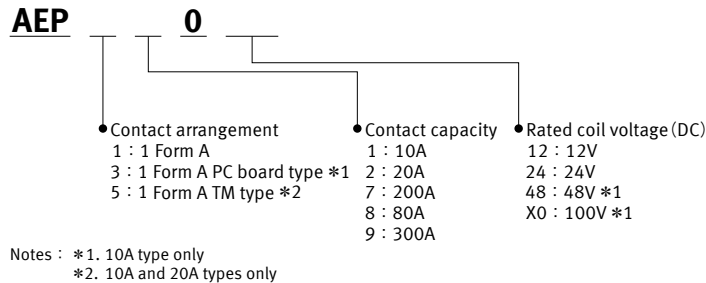 AEP 0
Contact arrangement
1 : 1 Form A
3 : 1 Form A PC board type *1
5 : 1 Form A TM type *2
Contact capacity
1 : 10A
2 : 20A
7 : 200A
8 : 80A
9 : 300A
Rated coil voltage (DC)
12 : 12V
24 : 24V
48 : 48V *1
X0 : 100V *1
Notes : *1. 10A type only
*2. 10A and 20A types only